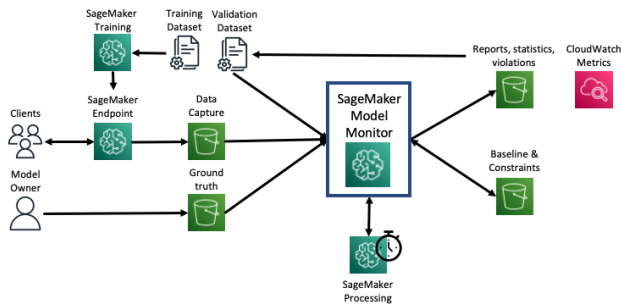 SageMaker
Training
Training
Dataset
Validation
Dataset
Reports, statistics,
violations
CloudWatch
Metrics
SageMaker
Endpoint
Data
Capture
SageMaker
Model
Monitor
Clients
Model
Owner
Ground
truth
Baseline &
Constraints
SageMaker
Processing